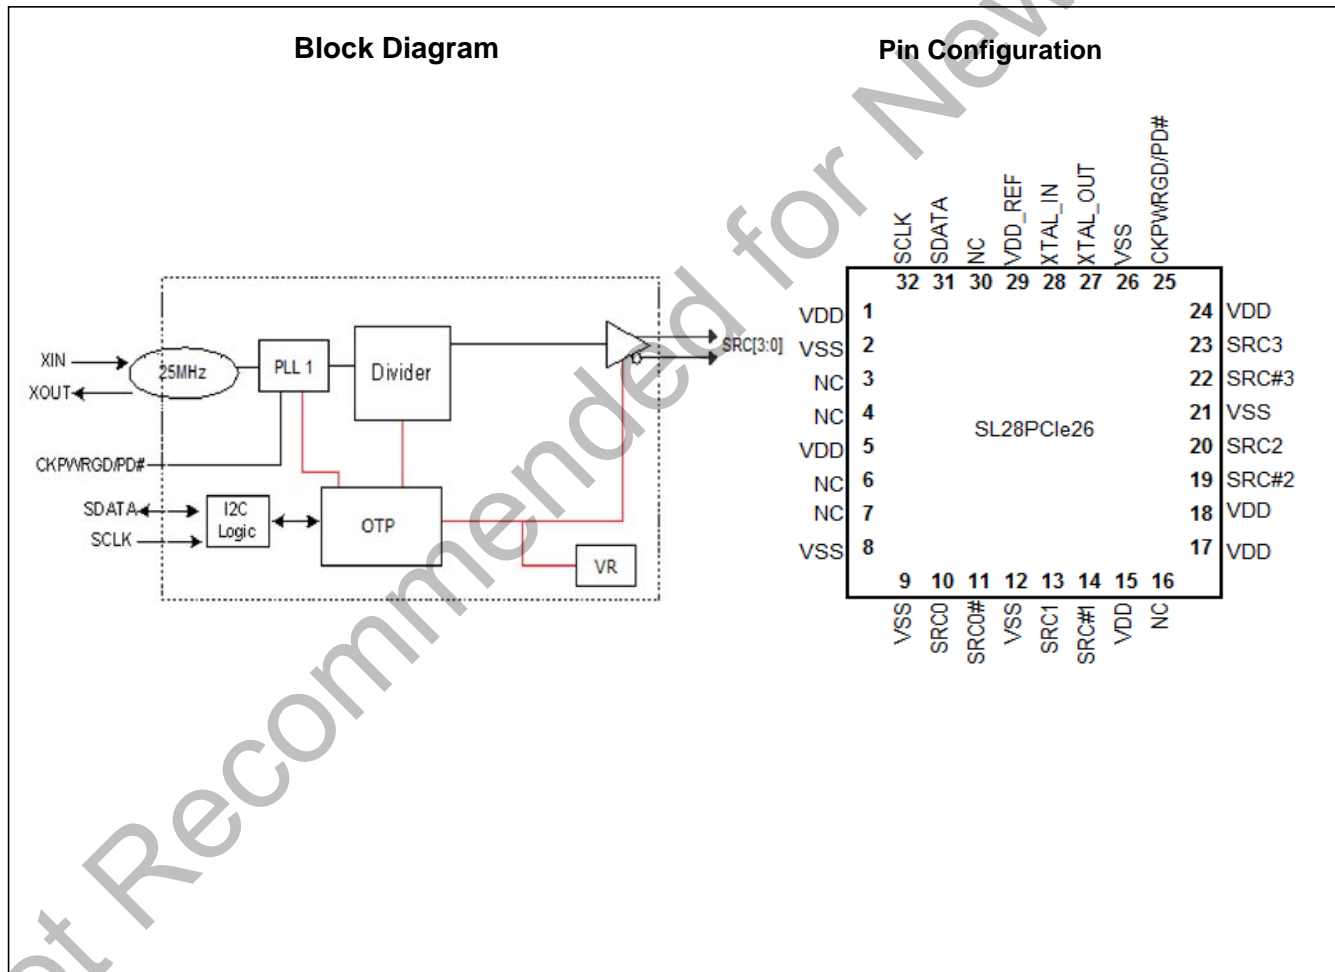 Block Diagram
Pin Configuration
XIN
XOUT
25MHz
PLL 1
Divider
SRC[3:0]
CKPWRGD/PD#
SDATA
SCLK
I2C
Logic
OTP
VR
SCLK
SDATA
NC
VDD_REF
XTAL_IN
XTAL_OUT
VSS
CKPWRGD/PD#
32 31 30 29 28 27 26 25
VDD 1
VSS 2
NC 3
NC 4
VDD 5
NC 6
NC 7
VSS 8
SL28PCIe26
24 VDD
23 SRC3
22 SRC#3
21 VSS
20 SRC2
19 SRC#2
18 VDD
17 VDD
9 10 11 12 13 14 15 16
VSS
SRC0
SRC0#
VSS
SRC1
SRC#1
VDD
NC
ot Recommended for New